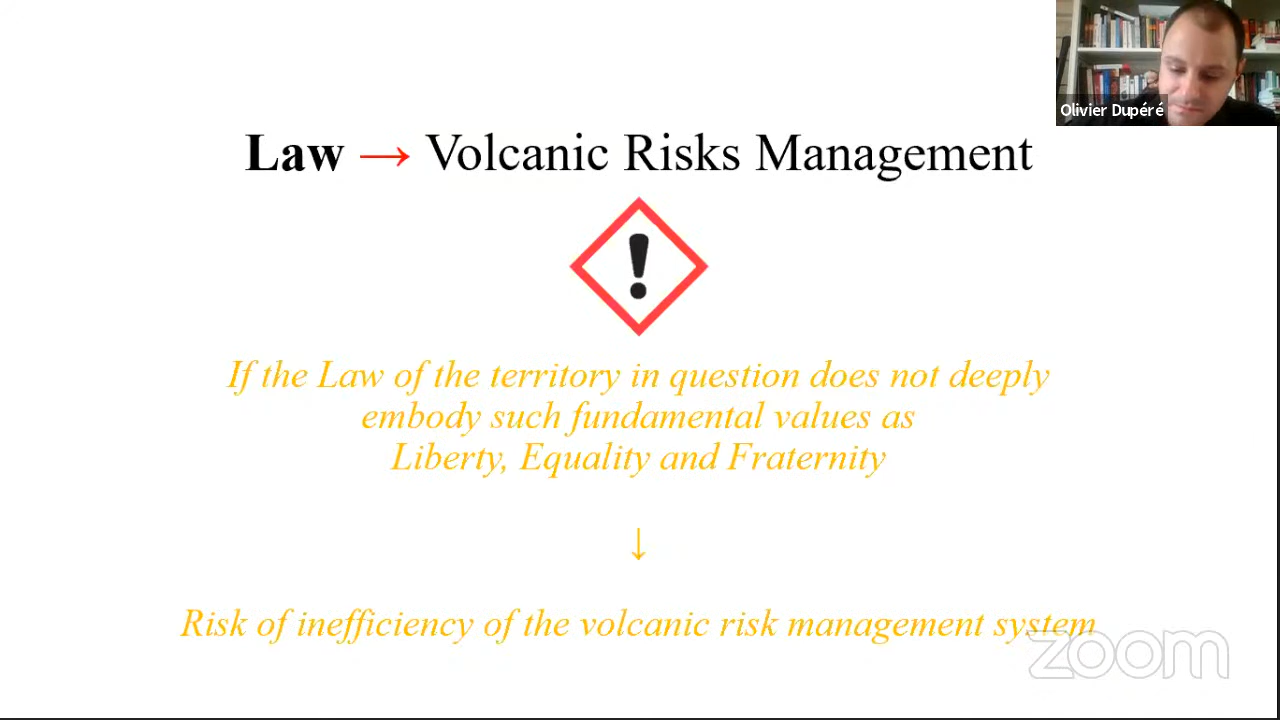 Olivier Dupéré
Law → Volcanic Risks Management
!
If the Law of the territory in question does not deeply
embody such fundamental values as
Liberty, Equality and Fraternity
↓
Risk of inefficiency of the volcanic risk management system
zoom